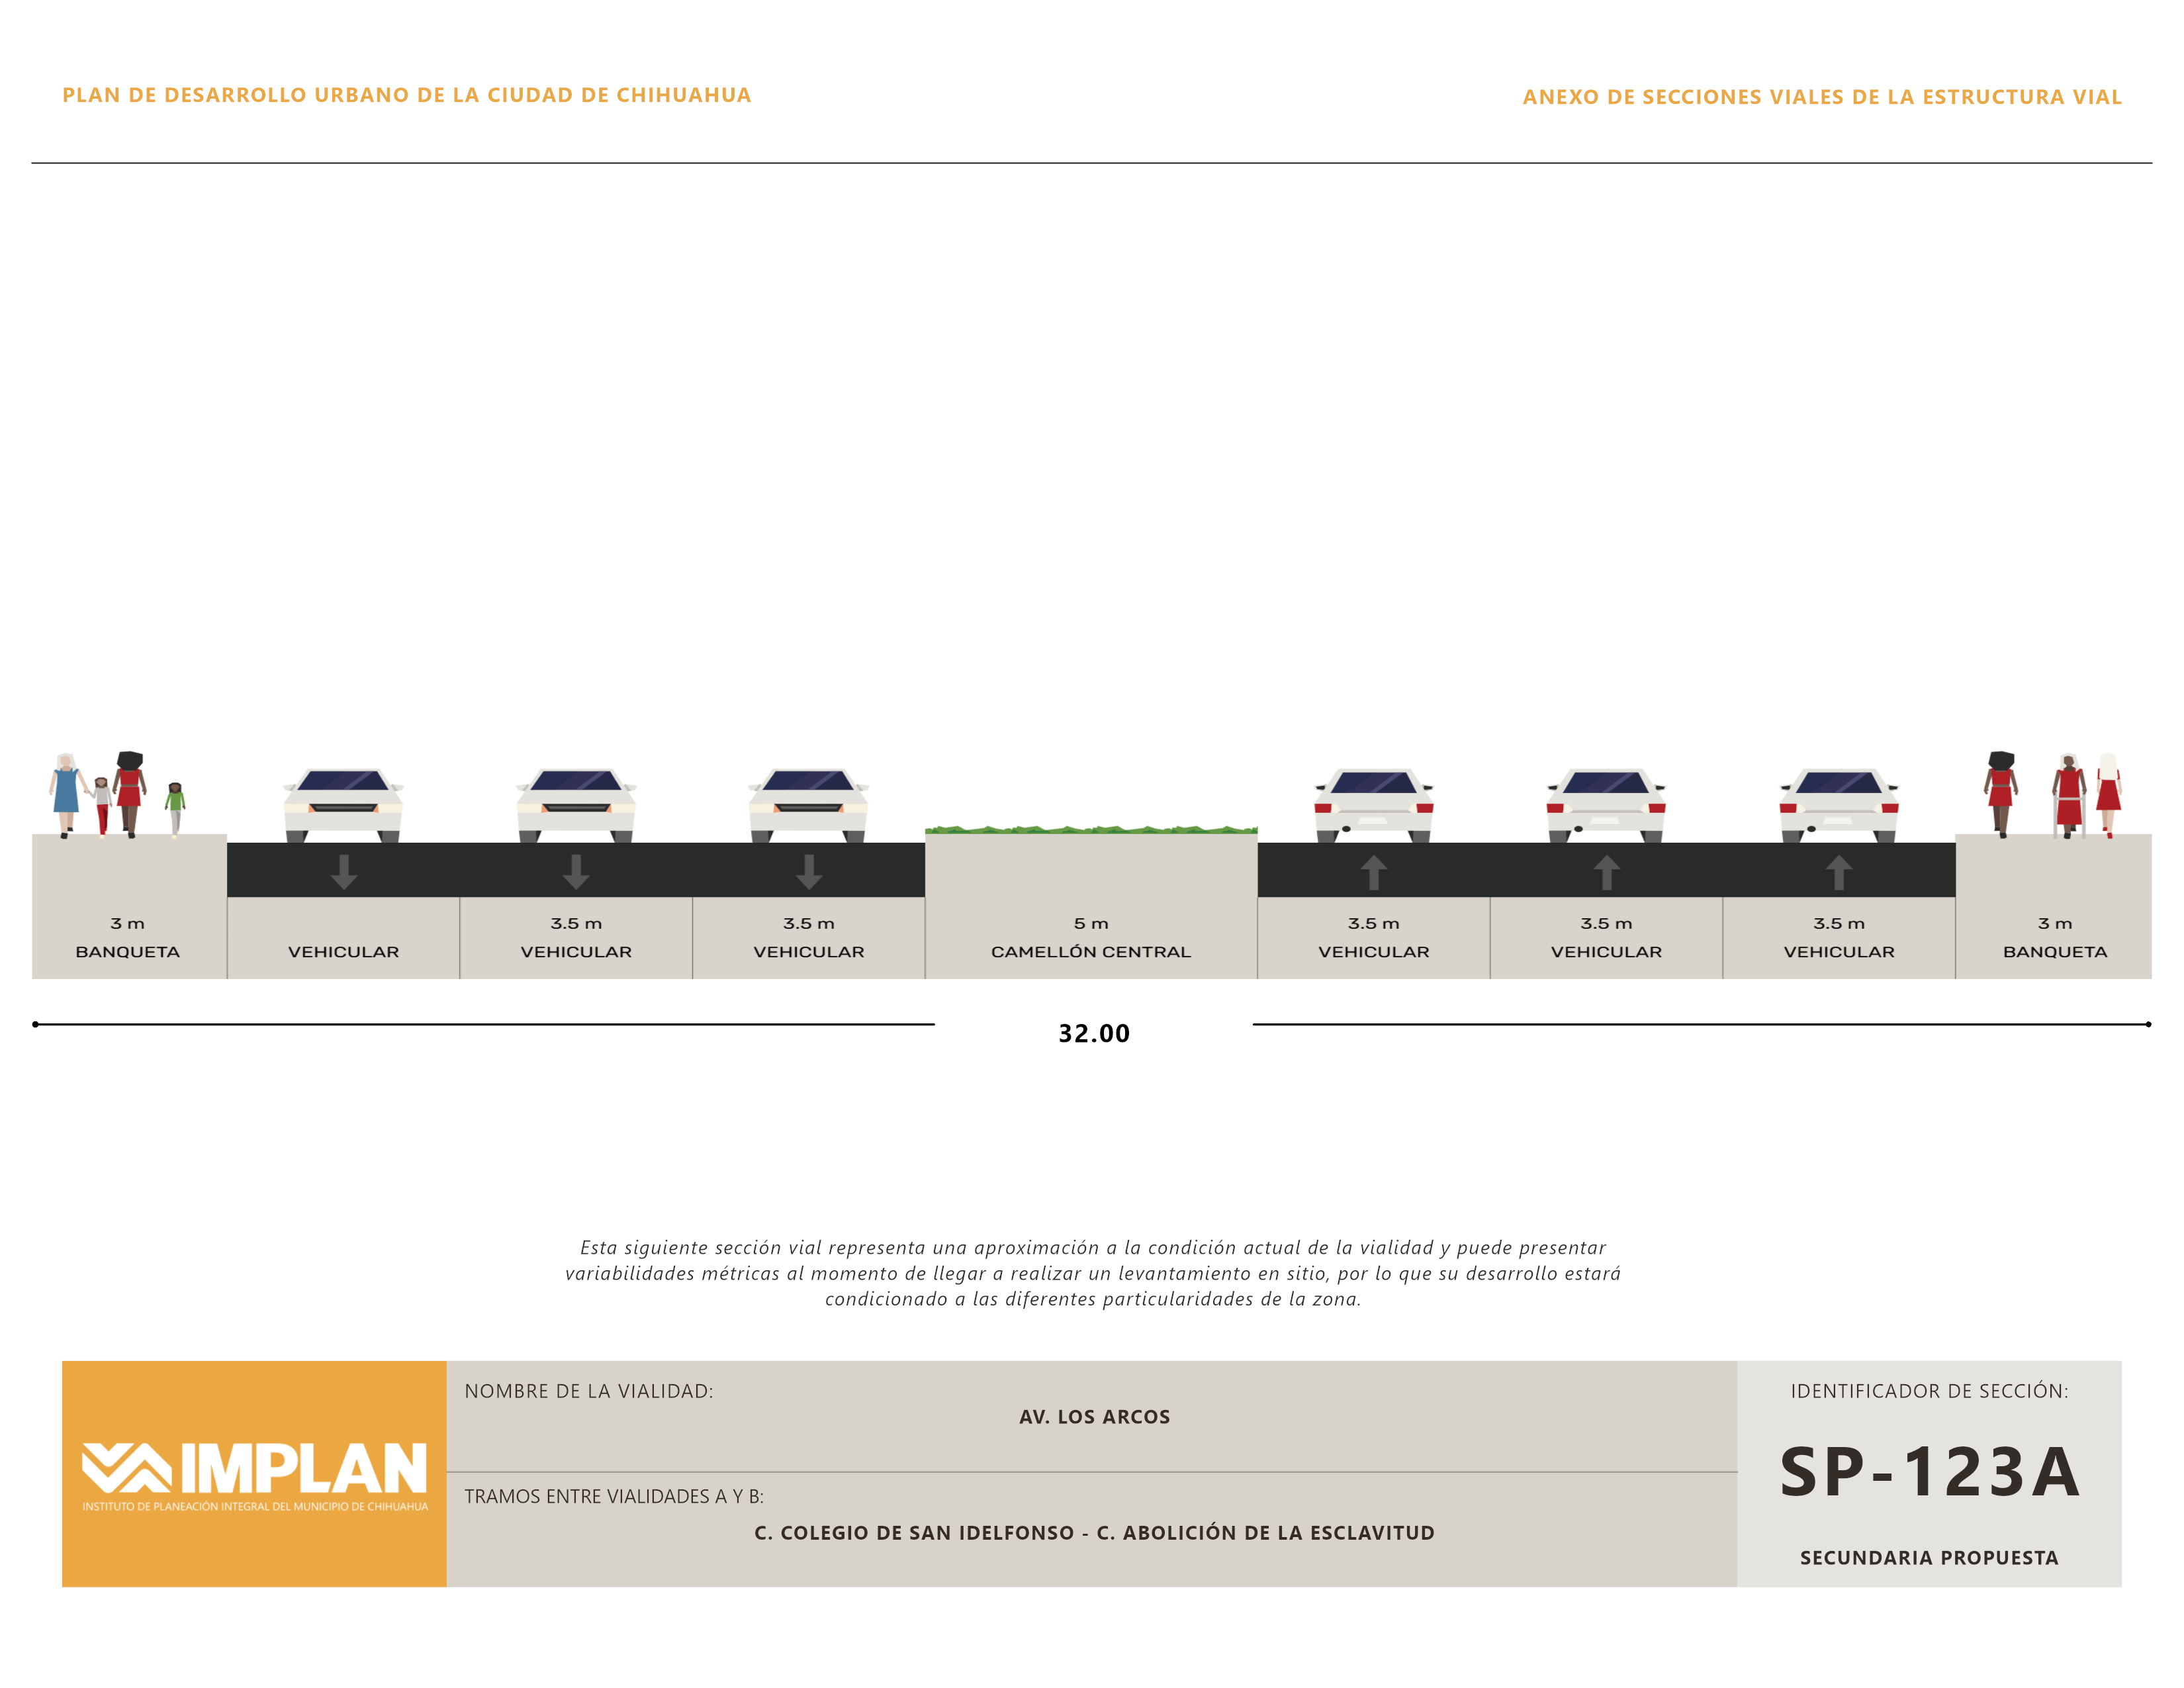 PLAN DE DESARROLLO URBANO DE LA CIUDAD DE CHIHUAHUA
ANEXO DE SECCIONES VIALES DE LA ESTRUCTURA VIAL
3 m
BANQUETA
VEHICULAR
3.5 m
VEHICULAR
3.5 m
VEHICULAR
5 m
CAMELLÓN CENTRAL
3.5 m
VEHICULAR
3.5 m
VEHICULAR
3.5 m
VEHICULAR
3 m
BANQUETA
32.00
Esta siguiente sección vial representa una aproximación a la condición actual de la vialidad y puede presentar
variabilidades métricas al momento de llegar a realizar un levantamiento en sitio, por lo que su desarrollo estará
condicionado a las diferentes particularidades de la zona.
IMPLAN
INSTITUTO DE PLANEACIÓN INTEGRAL DEL MUNICIPIO DE CHIHUAHUA
NOMBRE DE LA VIALIDAD:
AV. LOS ARCOS
TRAMOS ENTRE VIALIDADES A Y B:
C. COLEGIO DE SAN IDELFONSO - C. ABOLICIÓN DE LA ESCLAVITUD
IDENTIFICADOR DE SECCIÓN:
SP-123A
SECUNDARIA PROPUESTA